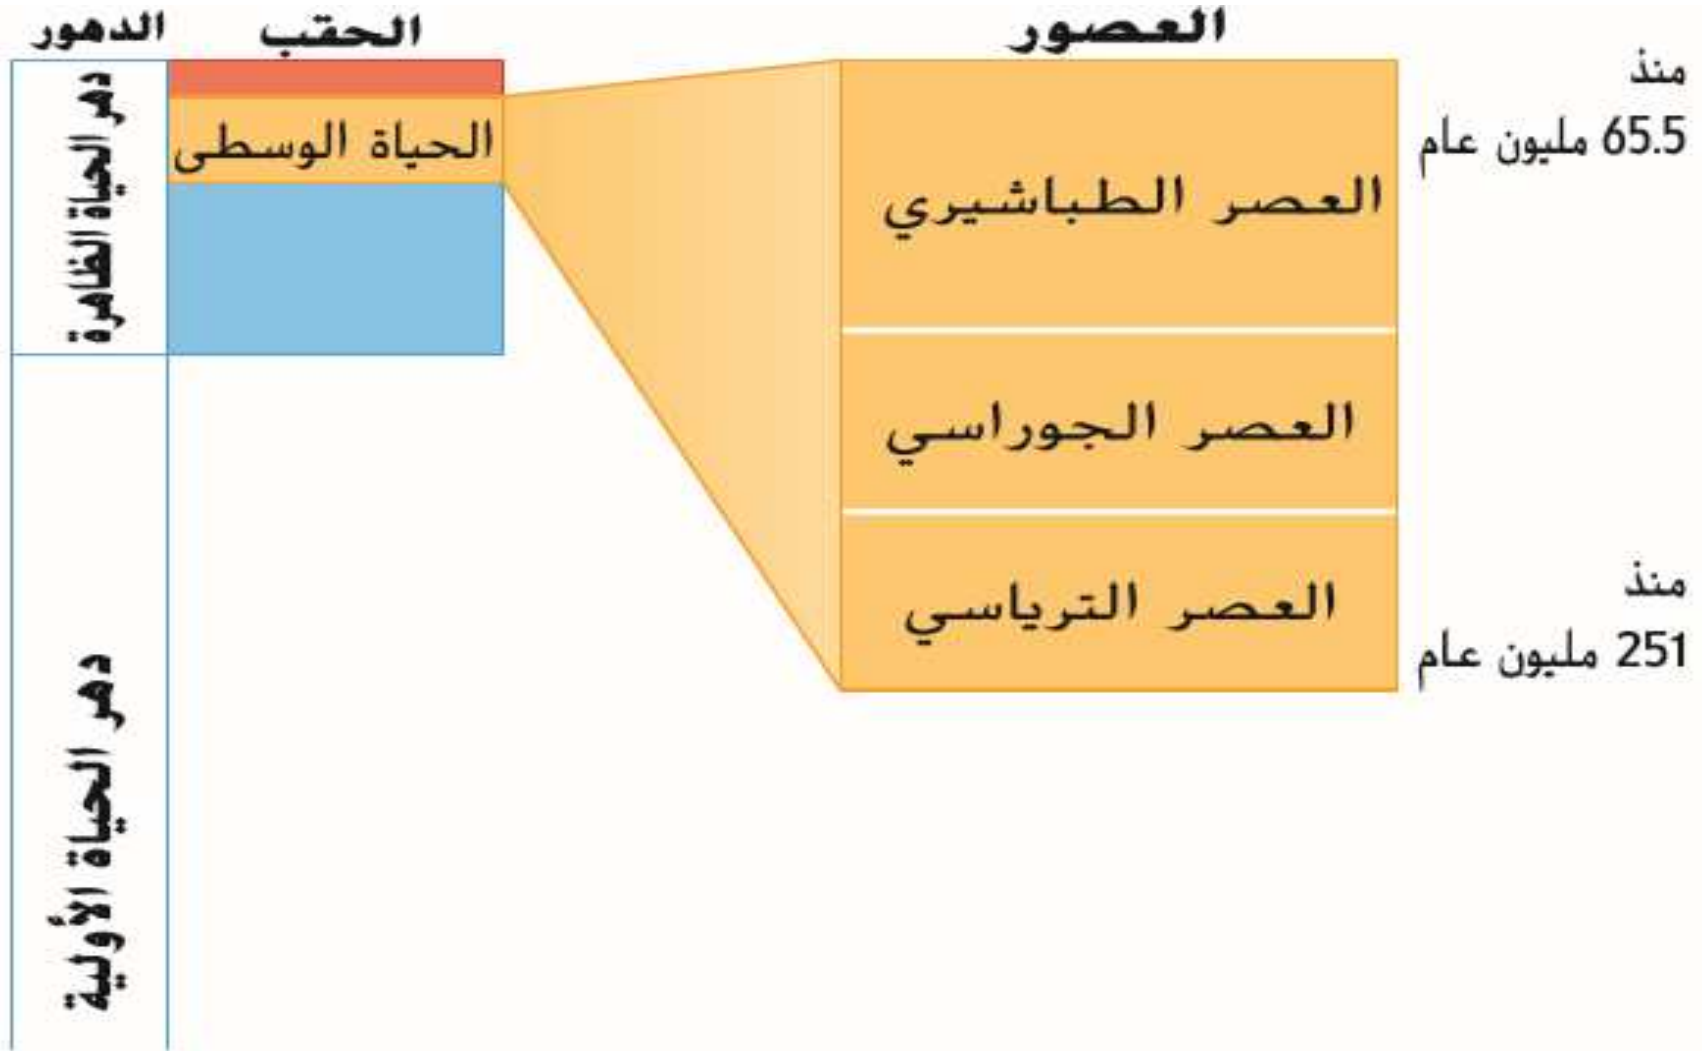 العصور
الحقب
الدهور
منذ
65.5 مليون عام
العصر الطباشيري
العصر الجوراسي
العصر الترياسي
منذ
251 مليون عام
الحياة الوسطى
دهر الحياة الظاهرة
دهر الحياة الأولية